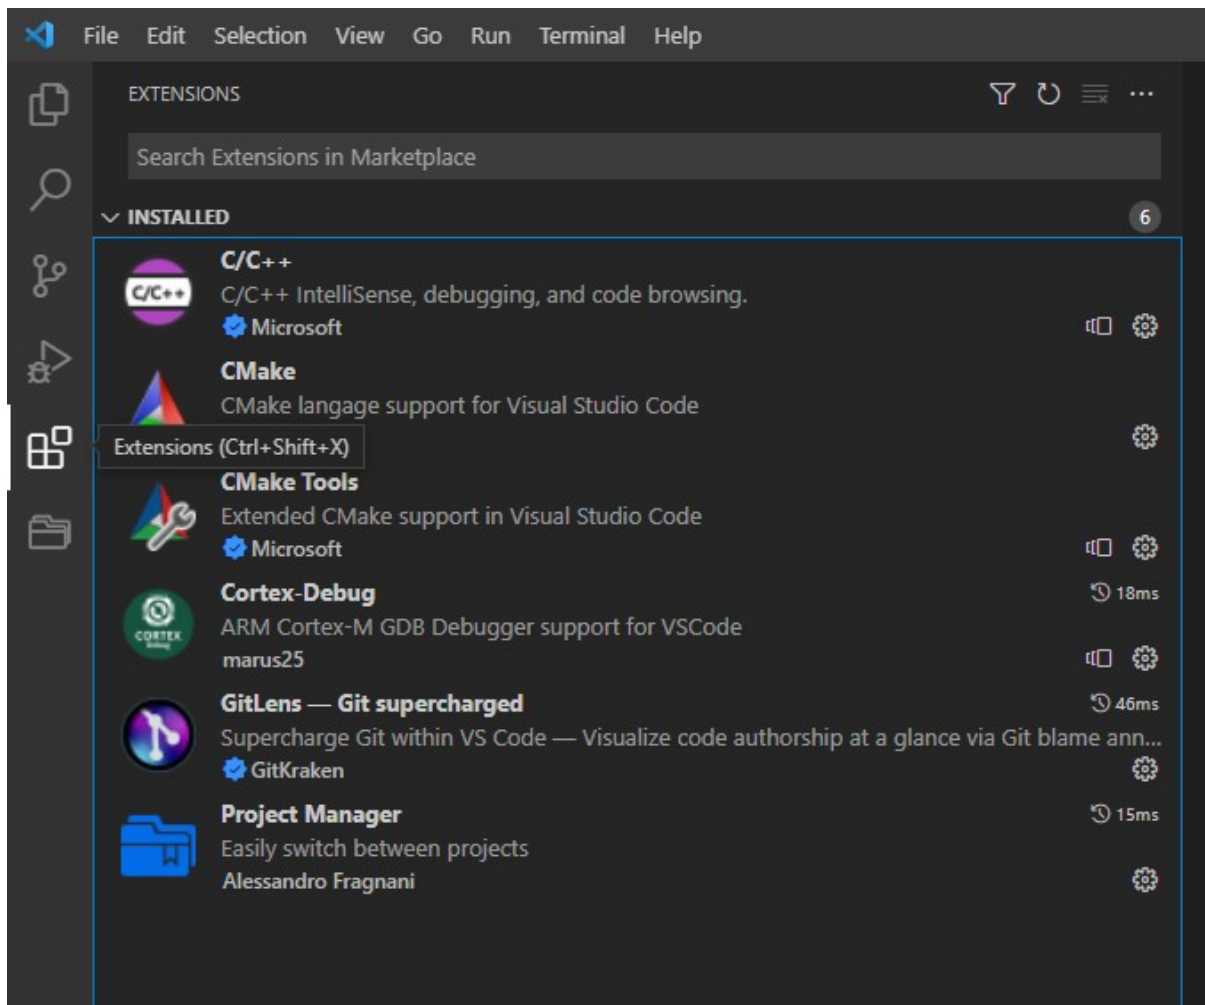 File Edit Selection View Go Run Terminal Help
EXTENSIONS
Search Extensions in Marketplace
INSTALLED 6
C/C++
C/C++
C/C++ IntelliSense, debugging, and code browsing.
Microsoft
CMake
CMake langage support for Visual Studio Code
Extensions (Ctrl+Shift+X)
CMake Tools
Extended CMake support in Visual Studio Code
Microsoft
Cortex-Debug 18ms
CORTEX
Debug
ARM Cortex-M GDB Debugger support for VSCode
marus25
GitLens — Git supercharged 46ms
Supercharge Git within VS Code — Visualize code authorship at a glance via Git blame ann...
GitKraken
Project Manager 15ms
Easily switch between projects
Alessandro Fragnani